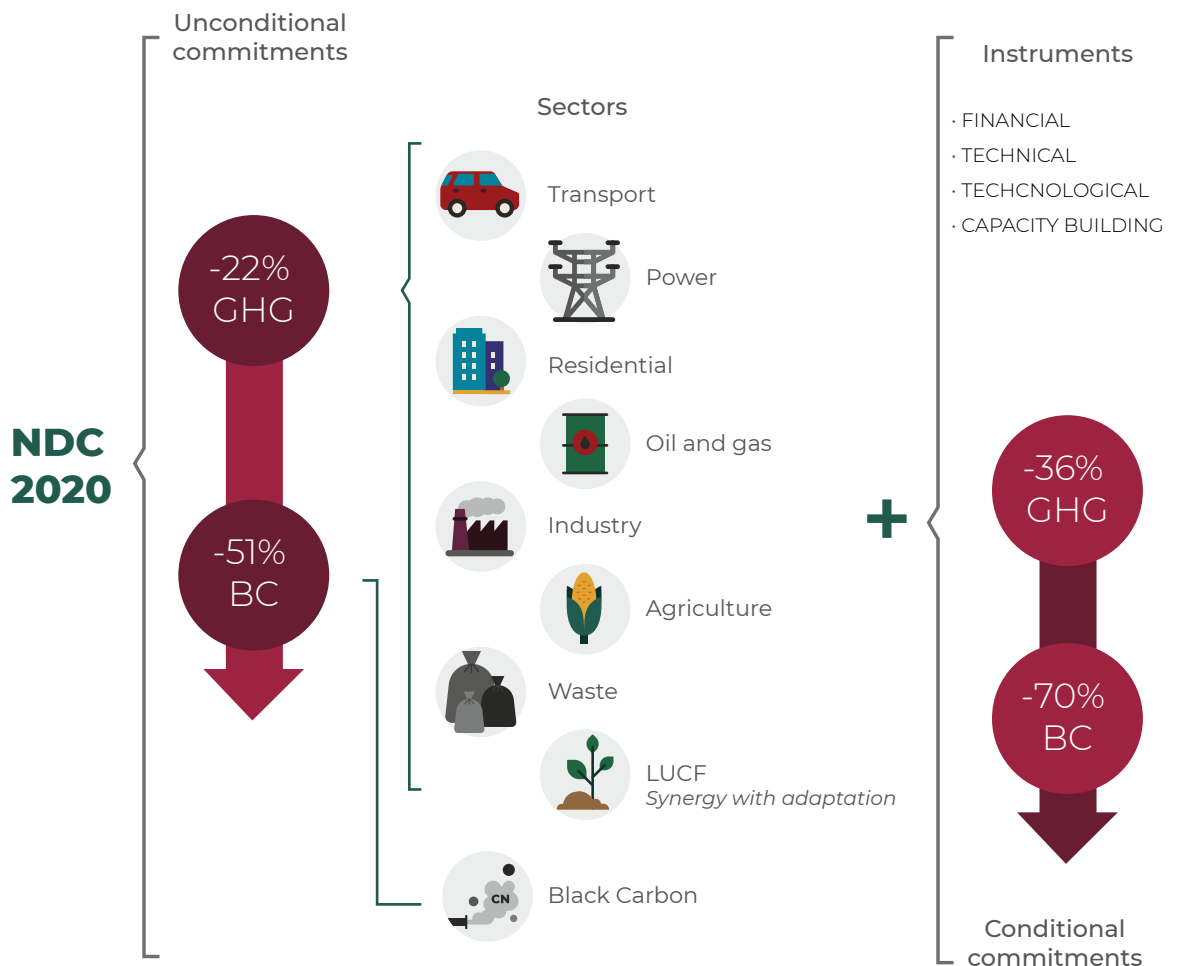 NDC
2020
Unconditional
commitments
-22%
GHG
-51%
BC
Sectors
Transport
Power
Residential
Oil and gas
Industry
Agriculture
Waste
LUCF
Synergy with adaptation
CN
Black Carbon
+
Instruments
· FINANCIAL
· TECHNICAL
· TECHCNOLOGICAL
· CAPACITY BUILDING
-36%
GHG
-70%
BC
Conditional
commitments